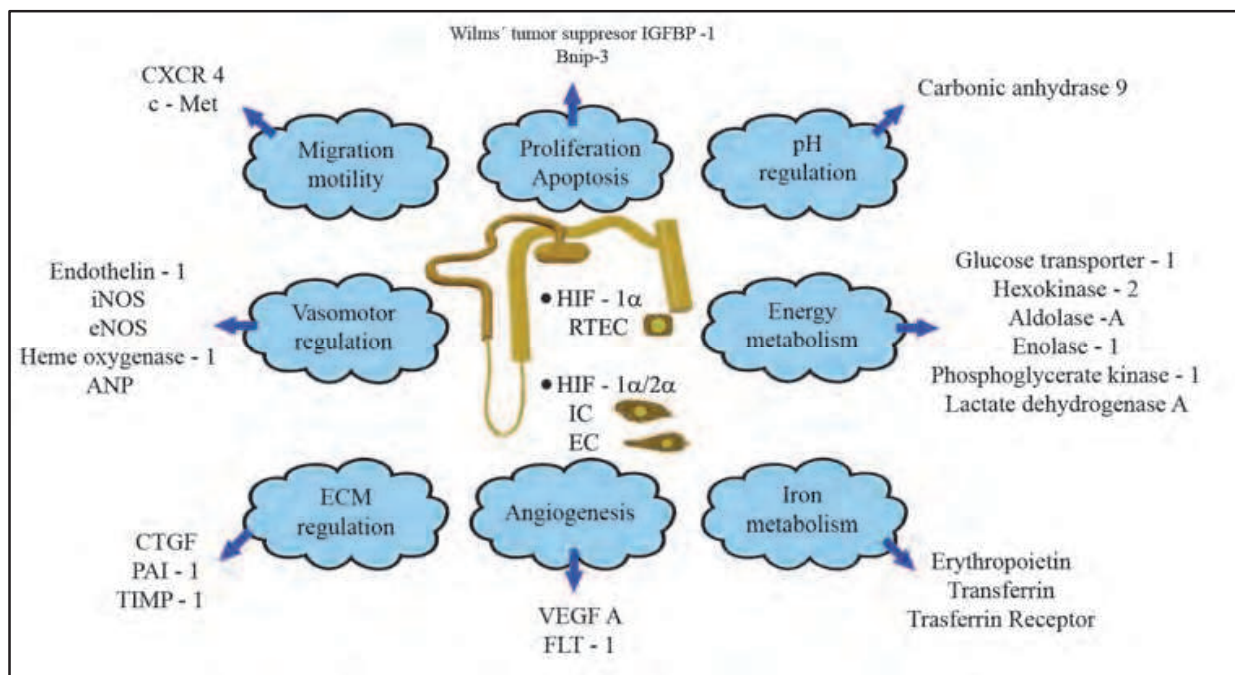 Wilms´ tumor suppresor IGFBP -1
Bnip-3
CXCR 4
c - Met
Carbonic anhydrase 9
Migration
motility
Proliferation
Apoptosis
pH
regulation
Endothelin - 1
iNOS
eNOS
Heme oxygenase - 1
ANP
Vasomotor
regulation
• HIF - 1α
RTEC
• HIF - 1α/2α
IC
EC
Energy
metabolism
Glucose transporter - 1
Hexokinase - 2
Aldolase -A
Enolase - 1
Phosphoglycerate kinase - 1
Lactate dehydrogenase A
ECM
regulation
Angiogenesis
Iron
metabolism
CTGF
PAI - 1
TIMP - 1
VEGF A
FLT - 1
Erythropoietin
Transferrin
Trasferrin Receptor